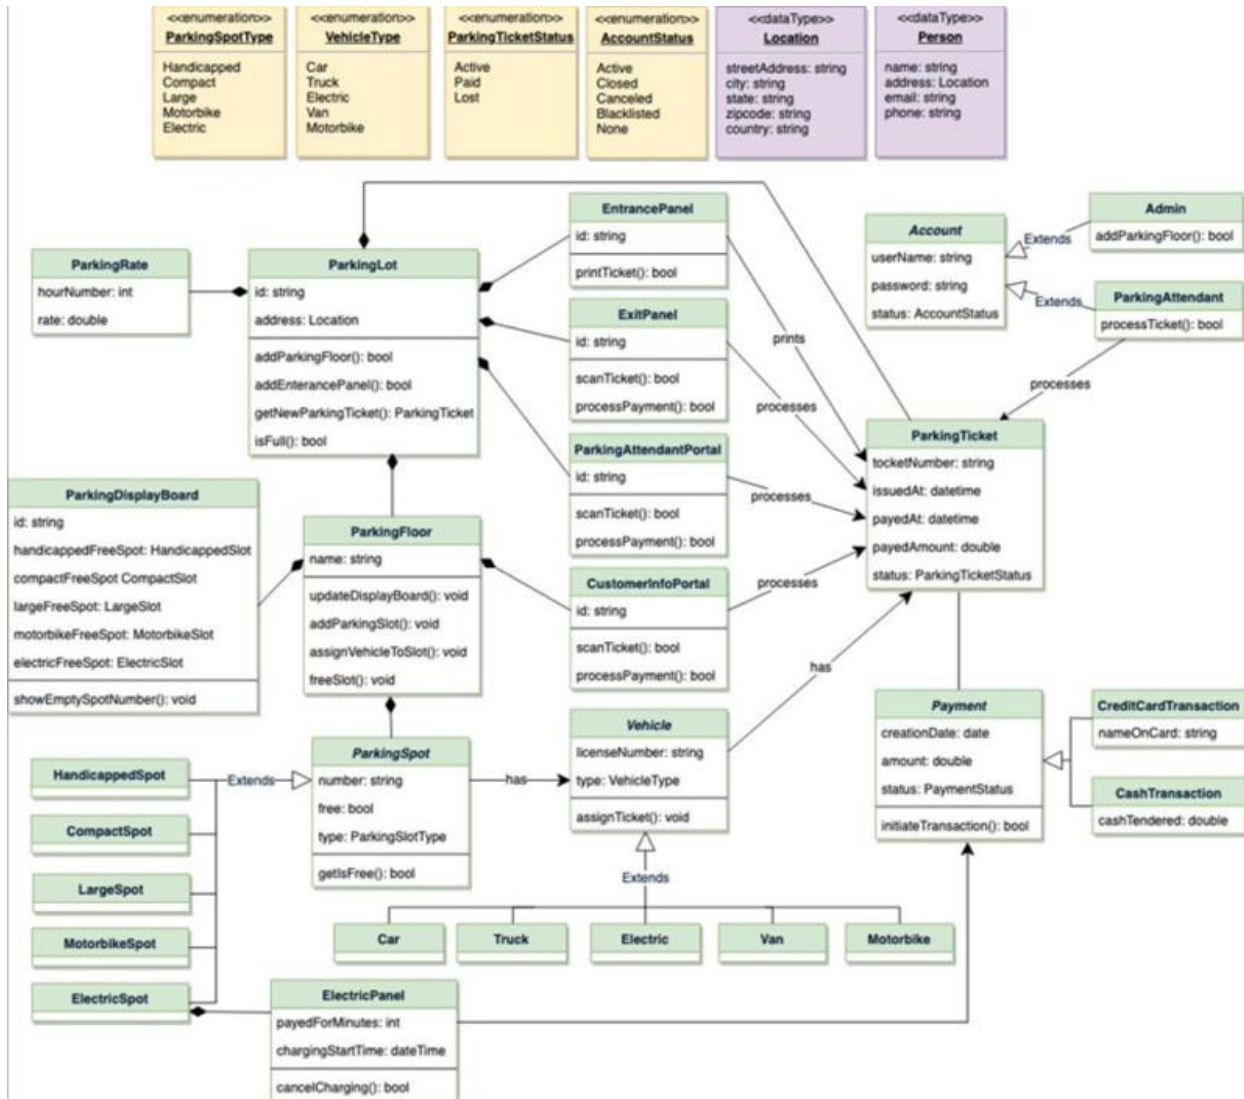 <<enumeration>>
ParkingSpotType
Handicapped
Compact
Large
Motorbike
Electric
<<enumeration>>
VehicleType
Car
Truck
Electric
Van
Motorbike
<<enumeration>>
ParkingTicketStatus
Active
Paid
Lost
<<enumeration>>
AccountStatus
Active
Closed
Canceled
Blacklisted
None
<<dataType>>
Location
streetAddress: string
city: string
state: string
zipcode: string
country: string
<<dataType>>
Person
name: string
address: Location
email: string
phone: string
ParkingRate
hourNumber: int
rate: double
ParkingLot
id: string
address: Location
addParkingFloor(): bool
addEnterancePanel(): bool
getNewParkingTicket(): ParkingTicket
isFull(): bool
EntrancePanel
id: string
printTicket(): bool
ExitPanel
id: string
scanTicket(): bool
processPayment(): bool
ParkingAttendantPortal
id: string
scanTicket(): bool
processPayment(): bool
CustomerInfoPortal
id: string
scanTicket(): bool
processPayment(): bool
prints
processes
processes
processes
has
Account
userName: string
password: string
status: AccountStatus
Extends
Extends
Admin
addParkingFloor(): bool
ParkingAttendant
processTicket(): bool
processes
ParkingTicket
tocketNumber: string
issuedAt: datetime
payedAt: datetime
payedAmount: double
status: ParkingTicketStatus
ParkingDisplayBoard
id: string
handicappedFreeSpot: HandicappedSlot
compactFreeSpot CompactSlot
largeFreeSpot: LargeSlot
motorbikeFreeSpot: MotorbikeSlot
electricFreeSpot: ElectricSlot
showEmptySpotNumber(): void
ParkingFloor
name: string
updateDisplayBoard(): void
addParkingSlot(): void
assignVehicleToSlot(): void
freeSlot(): void
ParkingSpot
number: string
free: bool
type: ParkingSlotType
getIsFree(): bool
has
Vehicle
licenseNumber: string
type: VehicleType
assignTicket(): void
Extends
Payment
creationDate: date
amount: double
status: PaymentStatus
initiateTransaction(): bool
CreditCardTransaction
nameOnCard: string
CashTransaction
cashTendered: double
HandicappedSpot
CompactSpot
LargeSpot
MotorbikeSpot
ElectricSpot
Extends
Car
Truck
Electric
Van
Motorbike
ElectricPanel
payedForMinutes: int
chargingStartTime: dateTime
cancelCharging(): bool